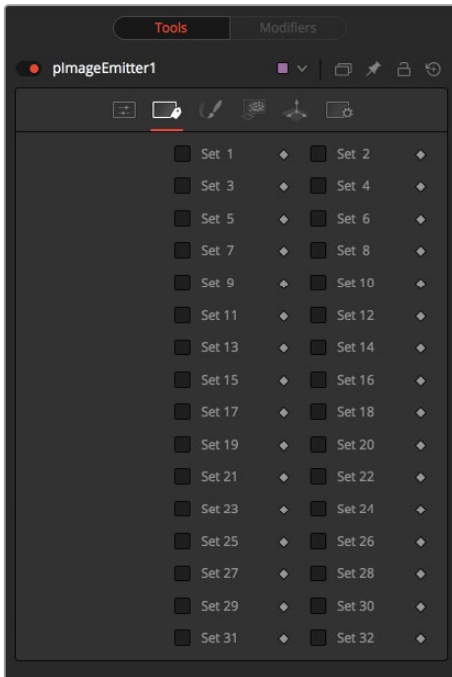 Tools Modifiers
pImageEmitter1
Set 1 Set 2
Set 3 Set 4
Set 5 Set 6
Set 7 Set 8
Set 9 Set 10
Set 11 Set 12
Set 13 Set 14
Set 15 Set 16
Set 17 Set 18
Set 19 Set 20
Set 21 Set 22
Set 23 Set 24
Set 25 Set 26
Set 27 Set 28
Set 29 Set 30
Set 31 Set 32